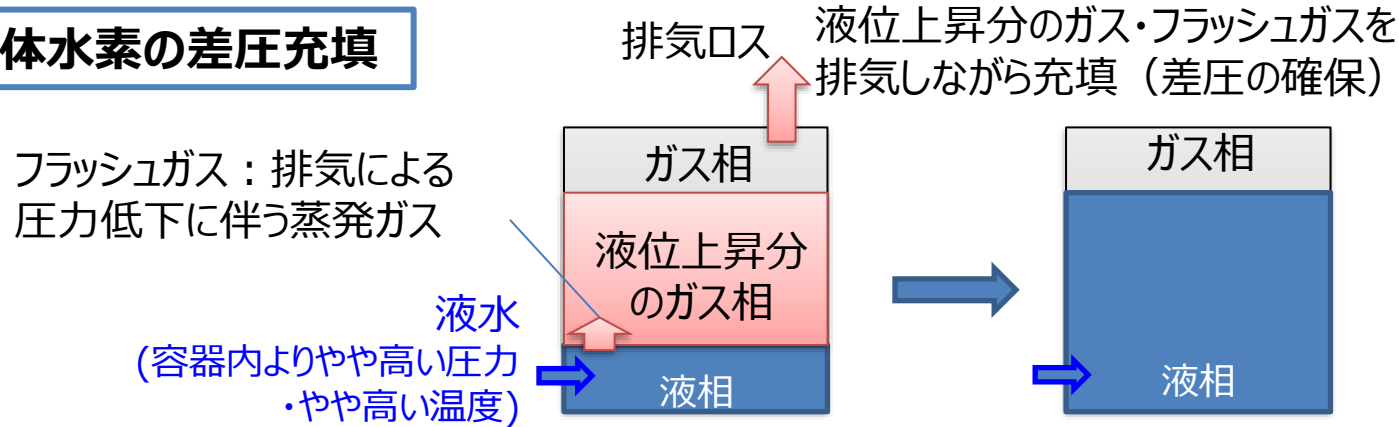 体水素の差圧充填
排気ロス
液位上昇分のガス・フラッシュガスを
排気しながら充填（差圧の確保）
フラッシュガス：排気による
圧力低下に伴う蒸発ガス
ガス相
液位上昇分
のガス相
液水
(容器内よりやや高い圧力
・やや高い温度)
液相
ガス相
液相